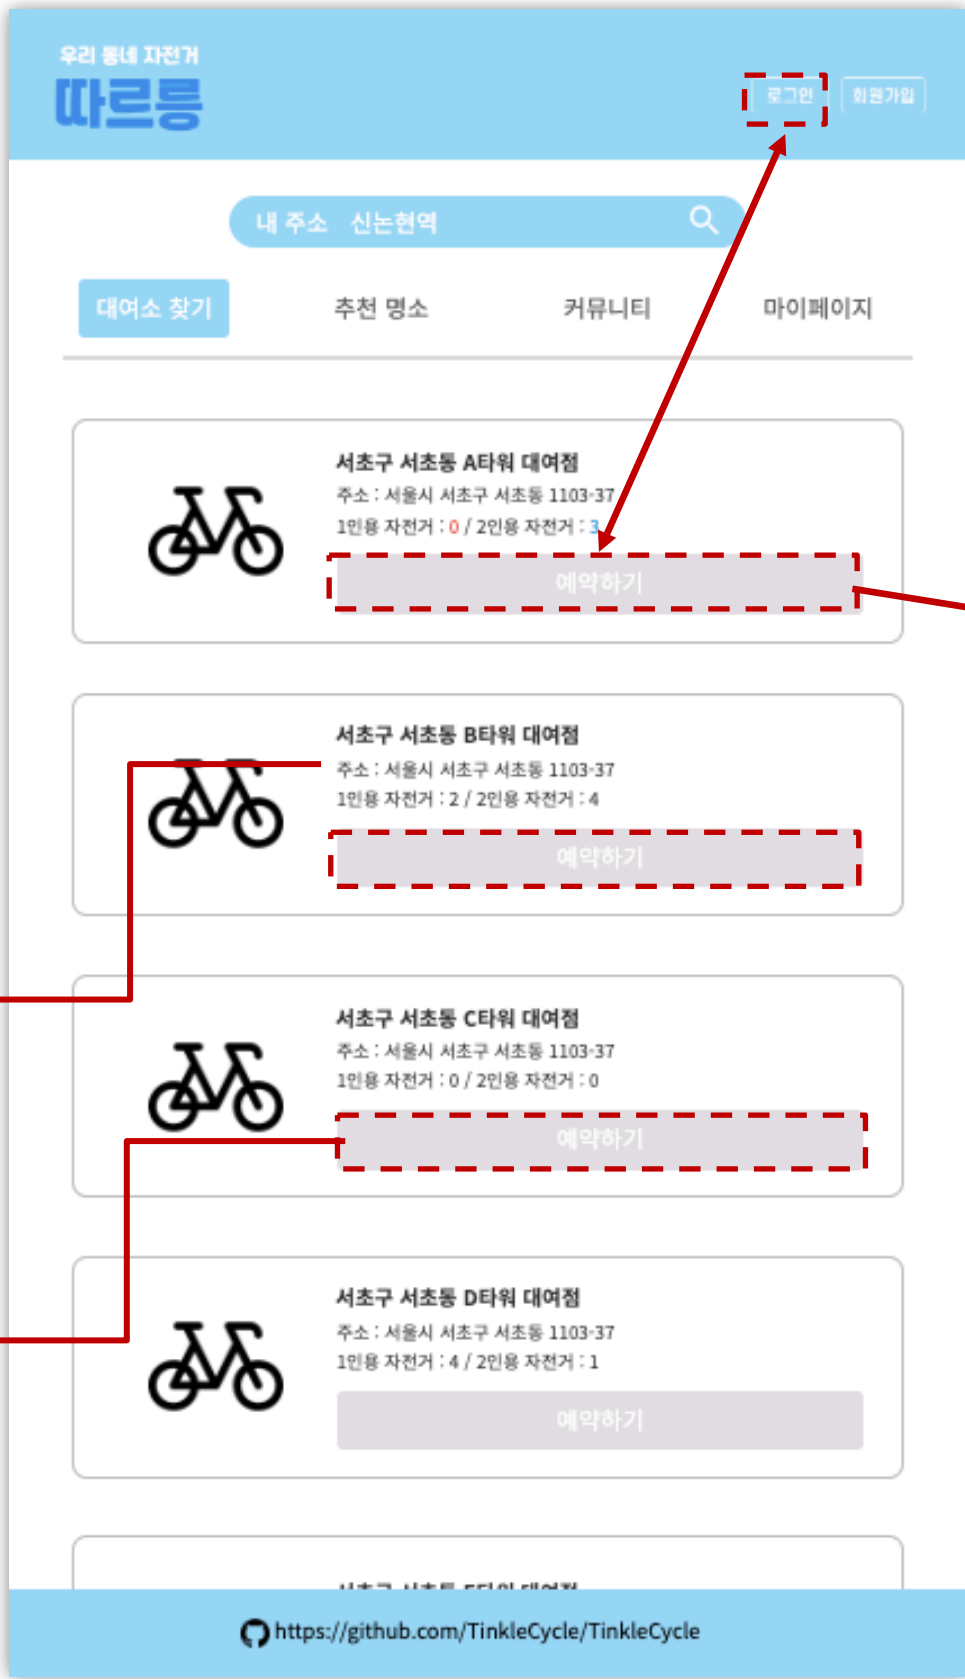 우리 동네 자전거
따르릉
로그인 회원가입
내 주소 신논현역
대여소 찾기 추천 명소 커뮤니티 마이페이지
서초구 서초동 A타워 대여점
주소 : 서울시 서초구 서초동 1103-37
1인용 자전거 : 0 / 2인용 자전거 : 3
예약하기
서초구 서초동 B타워 대여점
주소 : 서울시 서초구 서초동 1103-37
1인용 자전거 : 2 / 2인용 자전거 : 4
예약하기
서초구 서초동 C타워 대여점
주소 : 서울시 서초구 서초동 1103-37
1인용 자전거 : 0 / 2인용 자전거 : 0
예약하기
서초구 서초동 D타워 대여점
주소 : 서울시 서초구 서초동 1103-37
1인용 자전거 : 4 / 2인용 자전거 : 1
예약하기
https://github.com/TinkleCycle/TinkleCycle